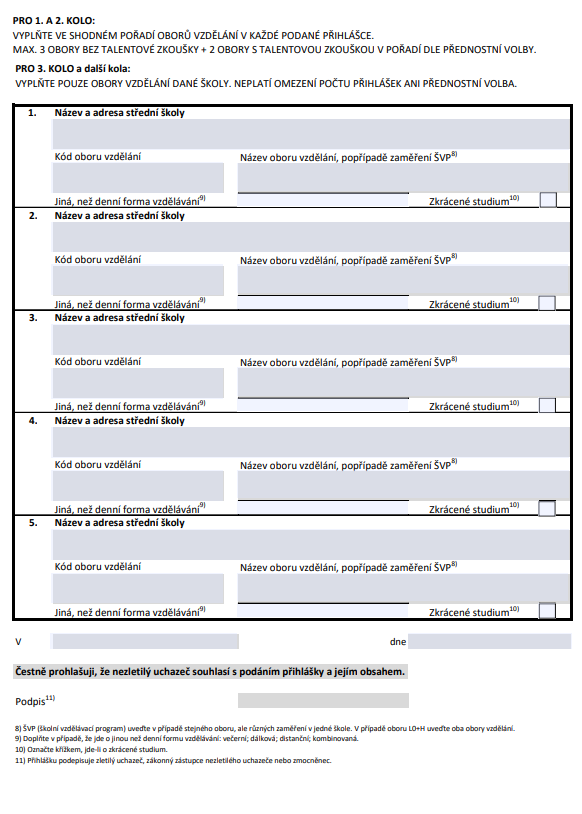 PRO 1. A 2. KOLO:
VYPLŇTE VE SHODNÉM POŘADÍ OBORŮ VZDĚLÁNÍ V KAŽDÉ PODANÉ PŘIHLÁŠCE.
MAX. 3 OBORY BEZ TALENTOVÉ ZKOUŠKY + 2 OBORY S TALENTOVOU ZKOUŠKOU V POŘADÍ DLE PŘEDNOSTNÍ VOLBY.
PRO 3. KOLO a další kola:
VYPLŇTE POUZE OBORY VZDĚLÁNÍ DANÉ ŠKOLY. NEPLATÍ OMEZENÍ POČTU PŘIHLÁŠEK ANI PŘEDNOSTNÍ VOLBA.
1. Název a adresa střední školy
Kód oboru vzdělání Název oboru vzdělání, popřípadě zaměření ŠVP8)
Jiná, než denní forma vzdělávání9) Zkrácené studium10)
2. Název a adresa střední školy
Kód oboru vzdělání Název oboru vzdělání, popřípadě zaměření ŠVP8)
Jiná, než denní forma vzdělávání9) Zkrácené studium10)
3. Název a adresa střední školy
Kód oboru vzdělání Název oboru vzdělání, popřípadě zaměření ŠVP8)
Jiná, než denní forma vzdělávání9) Zkrácené studium10)
4. Název a adresa střední školy
Kód oboru vzdělání Název oboru vzdělání, popřípadě zaměření ŠVP8)
Jiná, než denní forma vzdělávání9) Zkrácené studium10)
5. Název a adresa střední školy
Kód oboru vzdělání Název oboru vzdělání, popřípadě zaměření ŠVP8)
Jiná, než denní forma vzdělávání9) Zkrácené studium10)
V dne
Čestně prohlašuji, že nezletilý uchazeč souhlasí s podáním přihlášky a jejím obsahem.
Podpis11)
8) ŠVP (školní vzdělávací program) uveďte v případě stejného oboru, ale různých zaměření v jedné škole. V případě oboru L0+H uveďte oba obory vzdělání.
9) Doplňte v případě, že jde o jinou než denní formu vzdělávání: večerní; dálková; distanční; kombinovaná.
10) Označte křížkem, jde-li o zkrácené studium.
11) Přihlášku podepisuje zletilý uchazeč, zákonný zástupce nezletilého uchazeče nebo zmocněnec.